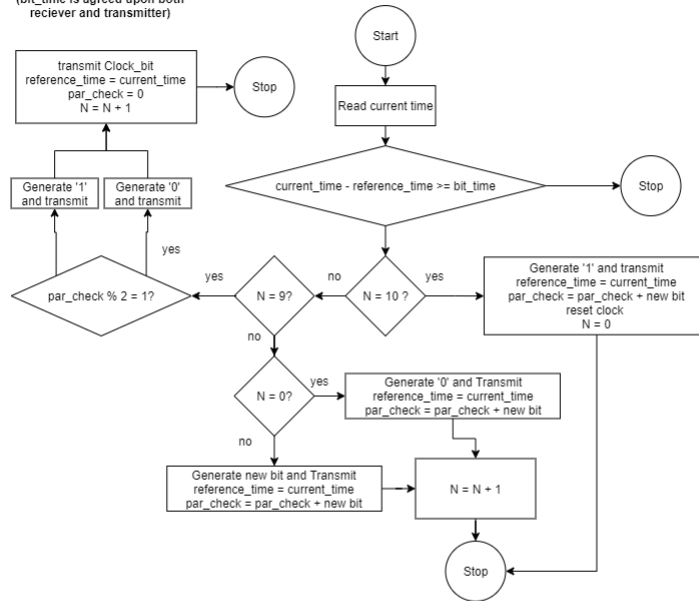 (bit_time is agreed upon both
reciever and transmitter)
Start
transmit Clock_bit
reference_time = current_time
par_check = 0
N = N + 1
Stop
Read current time
Generate '1'
and transmit
Generate '0'
and transmit
current_time - reference_time >= bit_time
Stop
yes
par_check % 2 = 1?
yes
N = 9?
no
N = 10 ?
yes
Generate '1' and transmit
reference_time = current_time
par_check = par_check + new bit
reset clock
N = 0
no
N = 0?
yes
Generate '0' and Transmit
reference_time = current_time
par_check = par_check + new bit
no
Generate new bit and Transmit
reference_time = current_time
par_check = par_check + new bit
N = N + 1
Stop